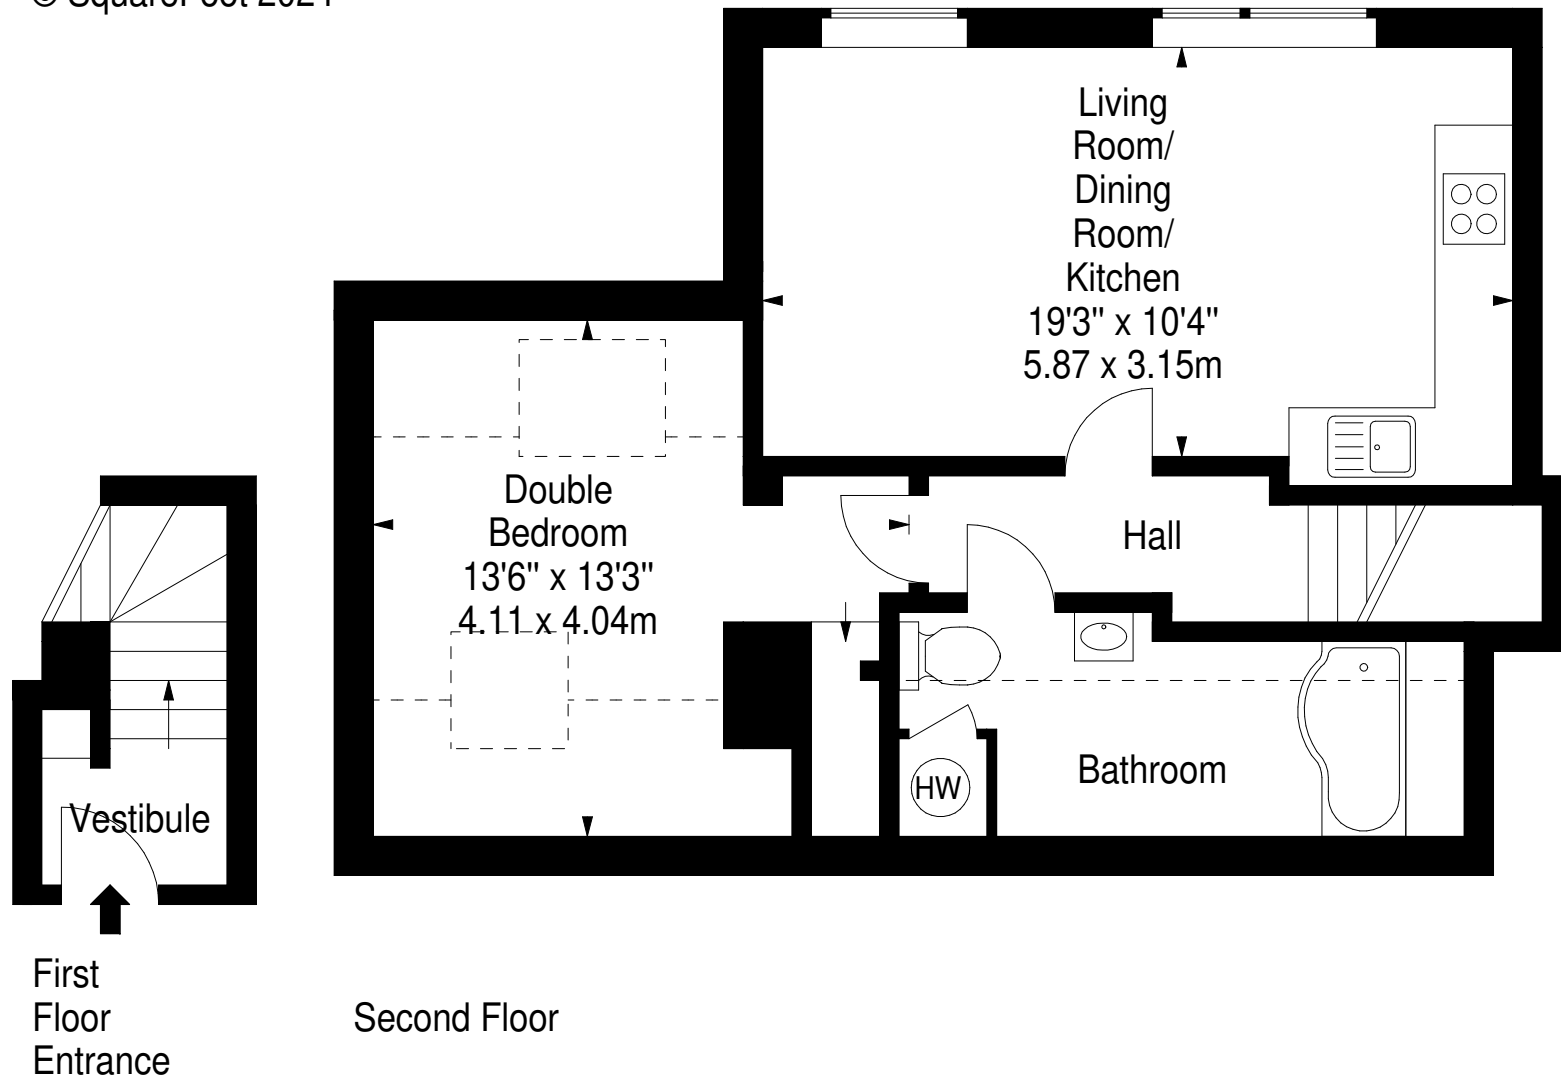 ©
Living
Room/
Dining
Room/
Kitchen
19'3" x 10'4"
5.87 x 3.15m
Double
Bedroom
13'6" x 13'3"
4.11 x 4.04m
Hall
HW
Bathroom
Vestibule
First
Floor
Entrance
Second Floor